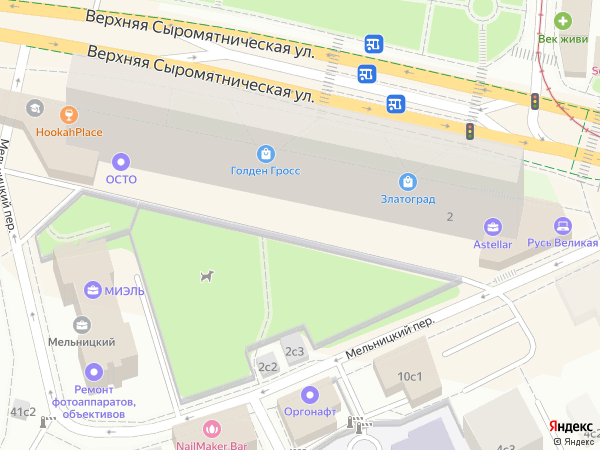 Верхняя Сыромятническая ул.
Век живи
Верхняя Сыромятническая ул.
HookahPlace
Голден Гросс
ОСТО
Златоград
Мельницкий пер.
2
Astellar
Русь Великая
МИЭЛЬ
Мельницкий
Мельницкий пер.
2с3
2с2
10с1
Ремонт
фотоаппаратов,
объективов
41с2
Оргонафт
NailMaker Bar
Яндекс
© Яндекс
4с3